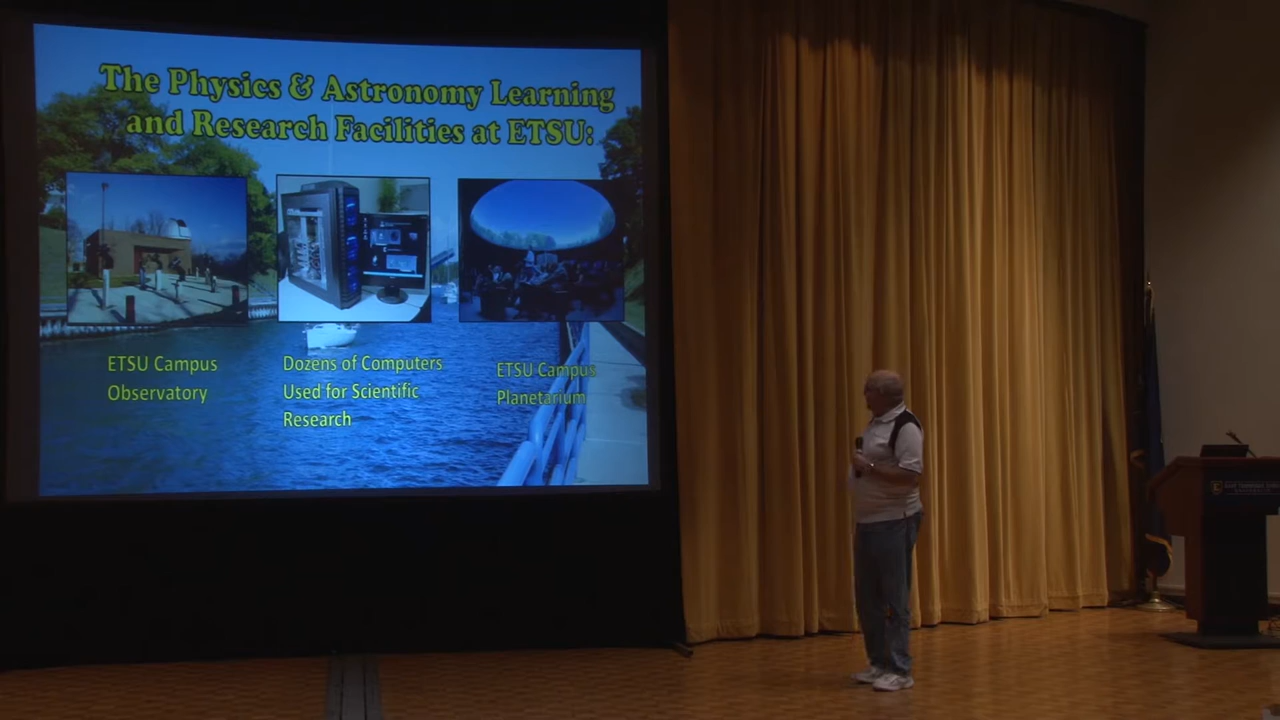 The Physics & Astronomy Learning
and Research Facilities at ETSU:
ETSU Campus
Observatory
Dozens of Computers
Used for Scientific
Research
ETSU Campus
Planetarium